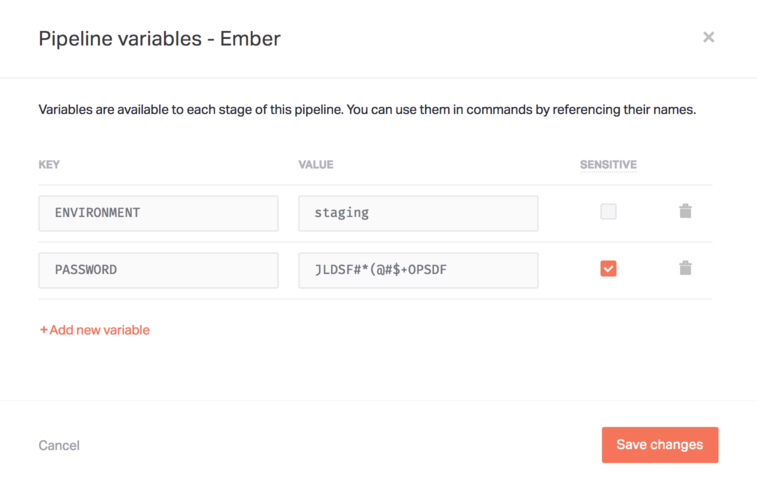 Pipeline variables - Ember
Variables are available to each stage of this pipeline. You can use them in commands by referencing their names.
KEY VALUE SENSITIVE
ENVIRONMENT staging
PASSWORD JLDSF#*(@#$+OPSDF
+Add new variable
Cancel Save changes